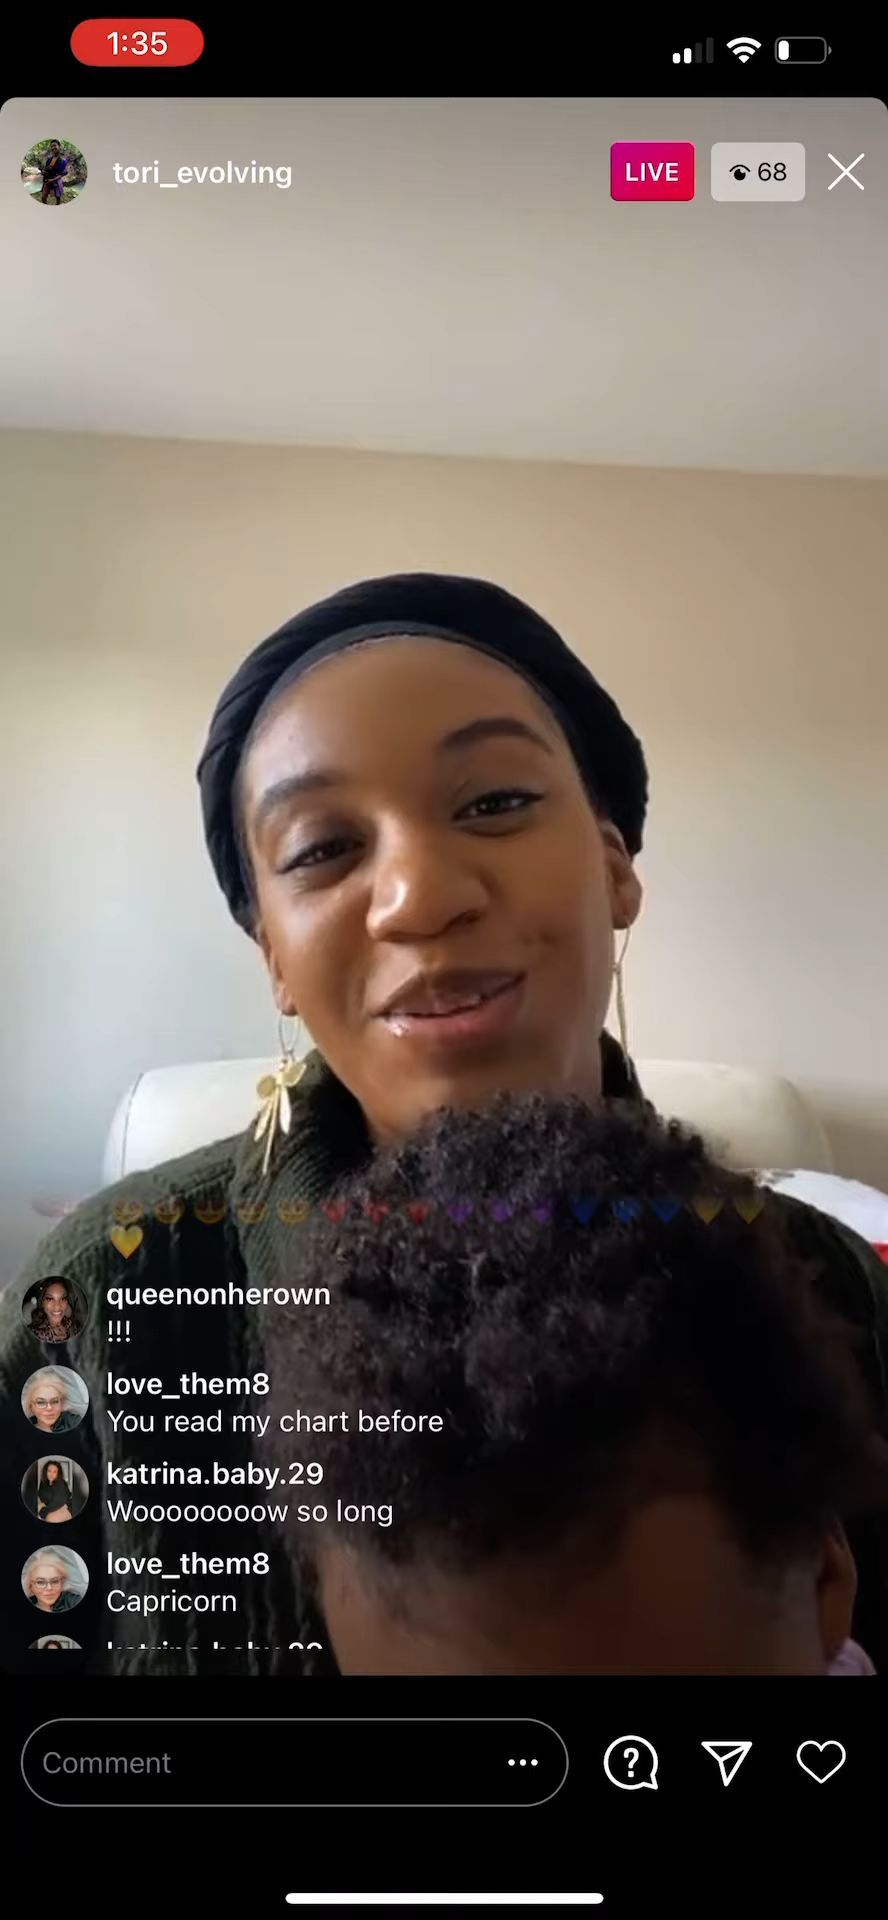 1:35
tori_evolving
LIVE
68
queenonherown
!!!
love_them8
You read my chart before
katrina.baby.29
Woooooooow so long
love_them8
Capricorn
Comment